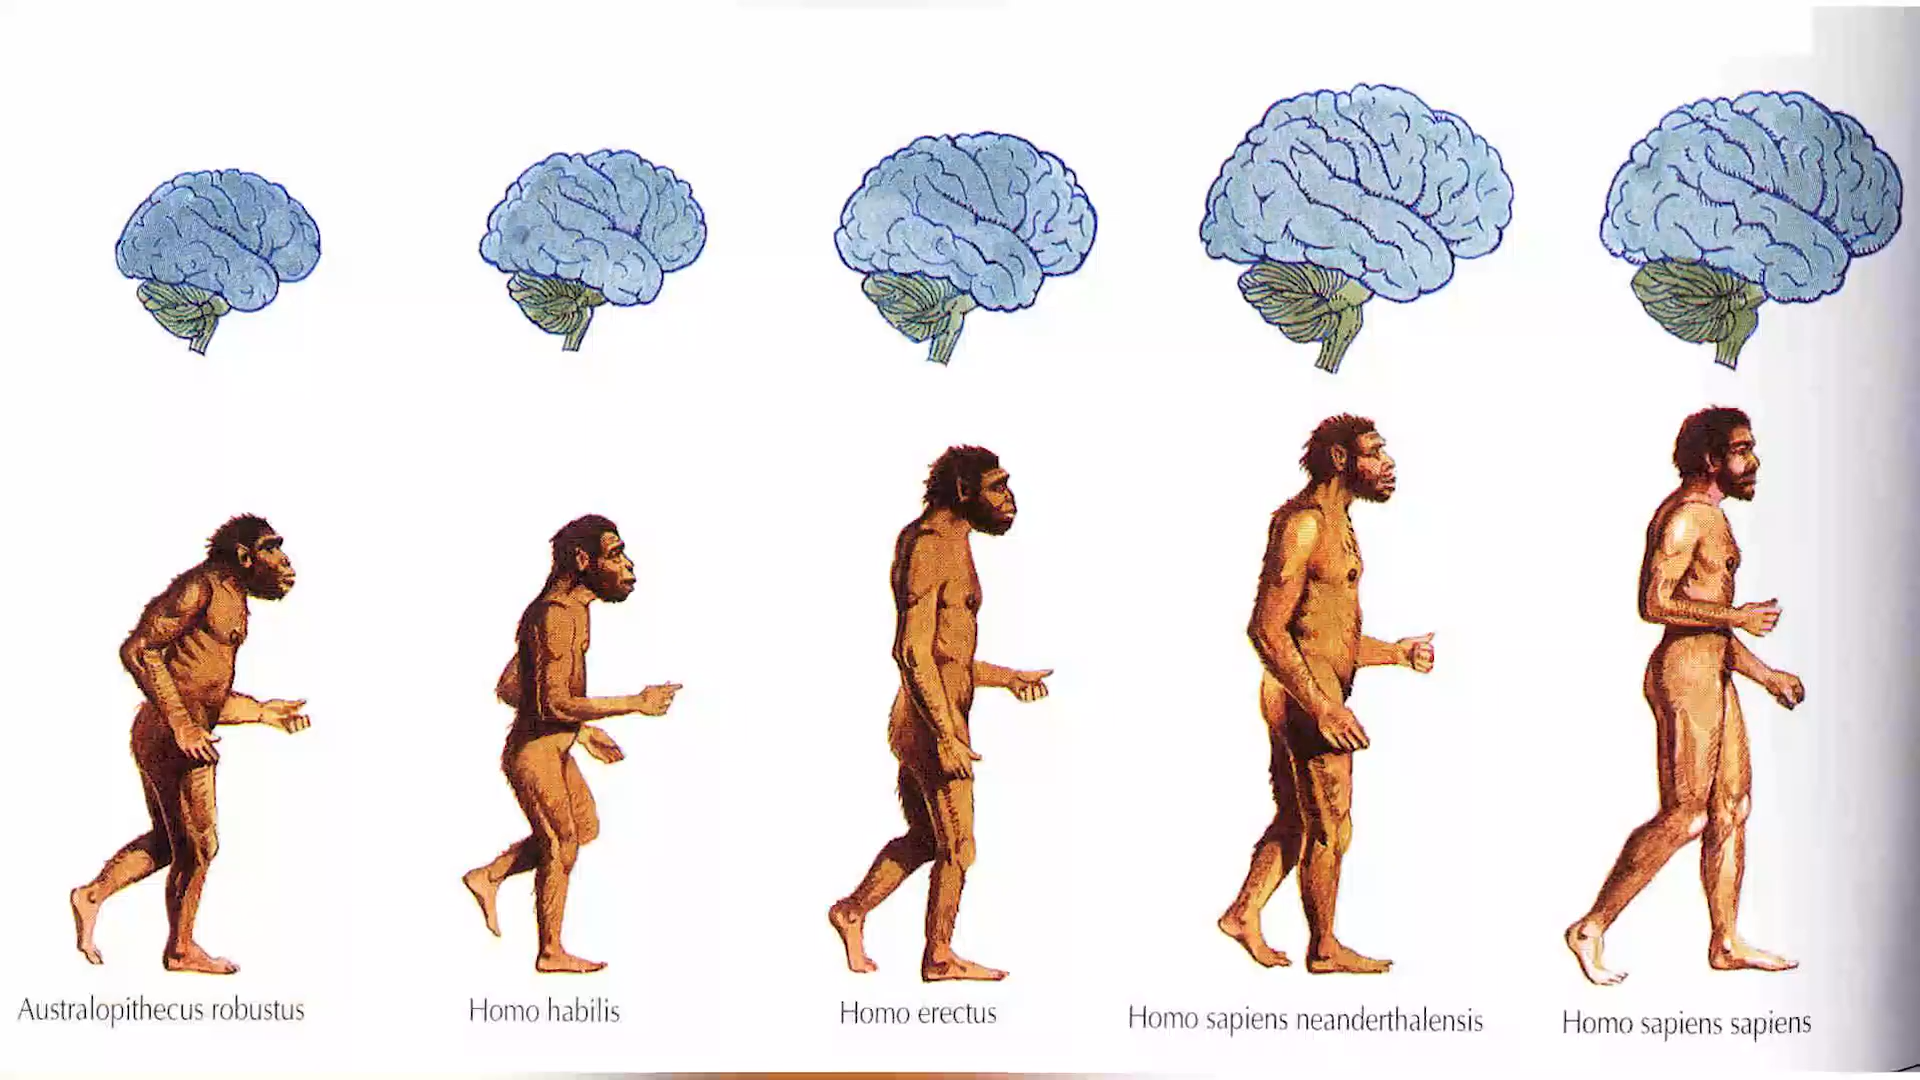 Australopithecus robustus
Homo habilis
Homo erectus
Homo sapiens neanderthalensis
Homo sapiens sapiens